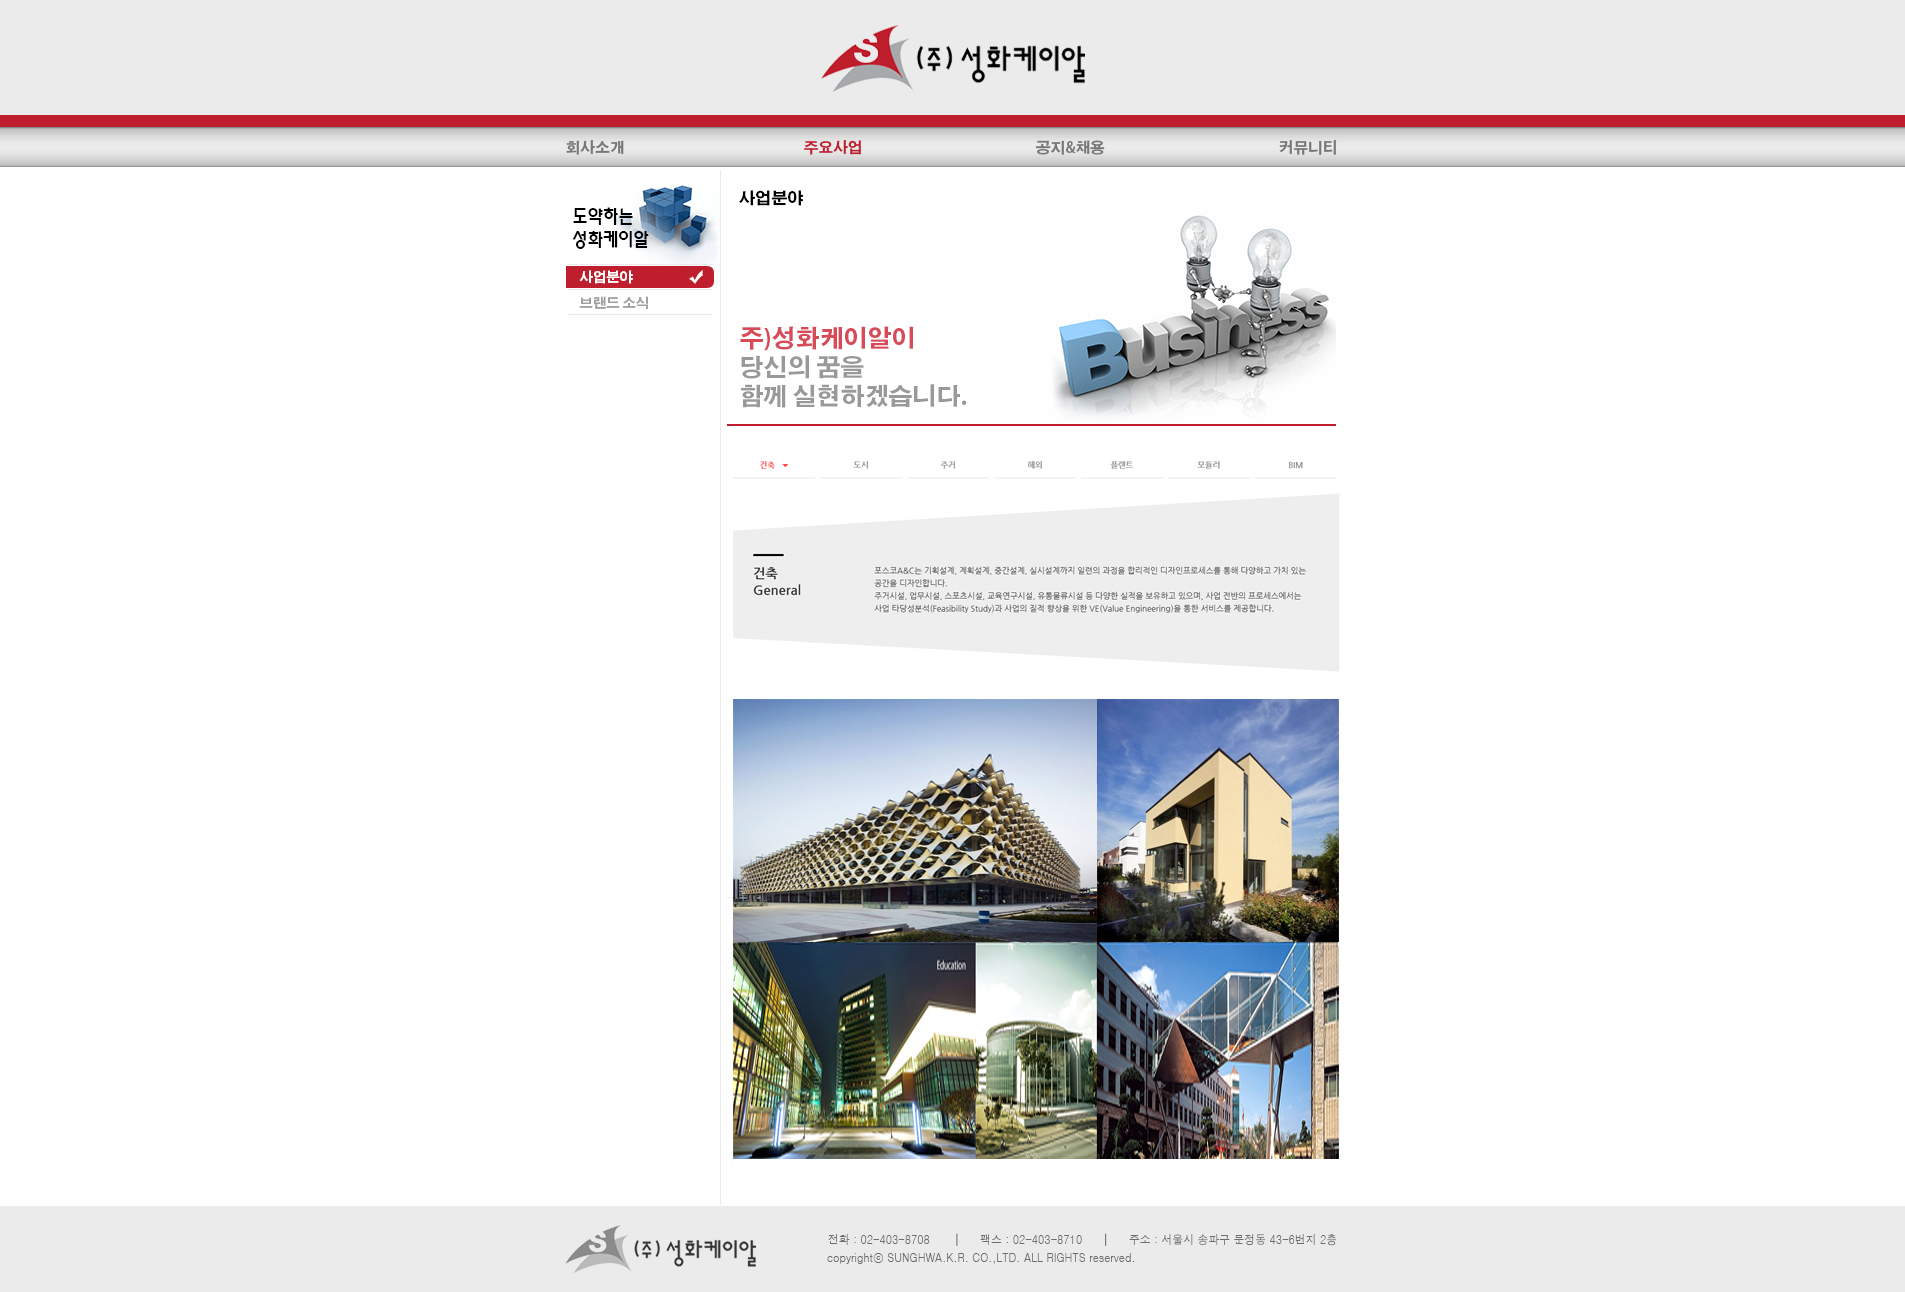 S (주) 성화케이알
회사소개
주요사업
공지&채용
커뮤니티
도약하는
성화케이알
사업분야
브랜드 소식
사업분야
Business
주)성화케이알이
당신의 꿈을
함께 실현하겠습니다.
건축
도시
주거
해외
플랜트
모듈러
BIM
건축
General
포스코A&C는 기획설계, 계획설계, 중간설계, 실시설계까지 일련의 과정을 합리적인 디자인프로세스를 통해 다양하고 가치 있는
공간을 디자인합니다.
주거시설, 업무시설, 스포츠시설, 교육연구시설, 유통물류시설 등 다양한 실적을 보유하고 있으며, 사업 전반의 프로세스에서는
사업 타당성분석(Feasibility Study)과 사업의 질적 향상을 위한 VE(Value Engineering)을 통한 서비스를 제공합니다.
Education
S (주) 성화케이알
전화 : 02-403-8708 | 팩스 : 02-403-8710 | 주소 : 서울시 송파구 문정동 43-6번지 2층
copyrightⓒ SUNGHWA.K.R. CO.,LTD. ALL RIGHTS reserved.